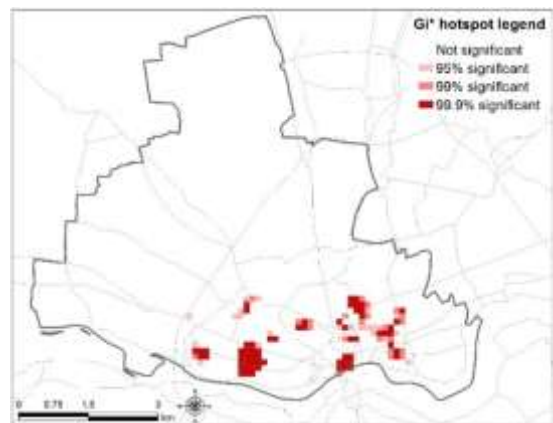 Gi* hotspot legend
Not significant
95% significant
99% significant
99.9% significant
0 0.75 1.5 3
km